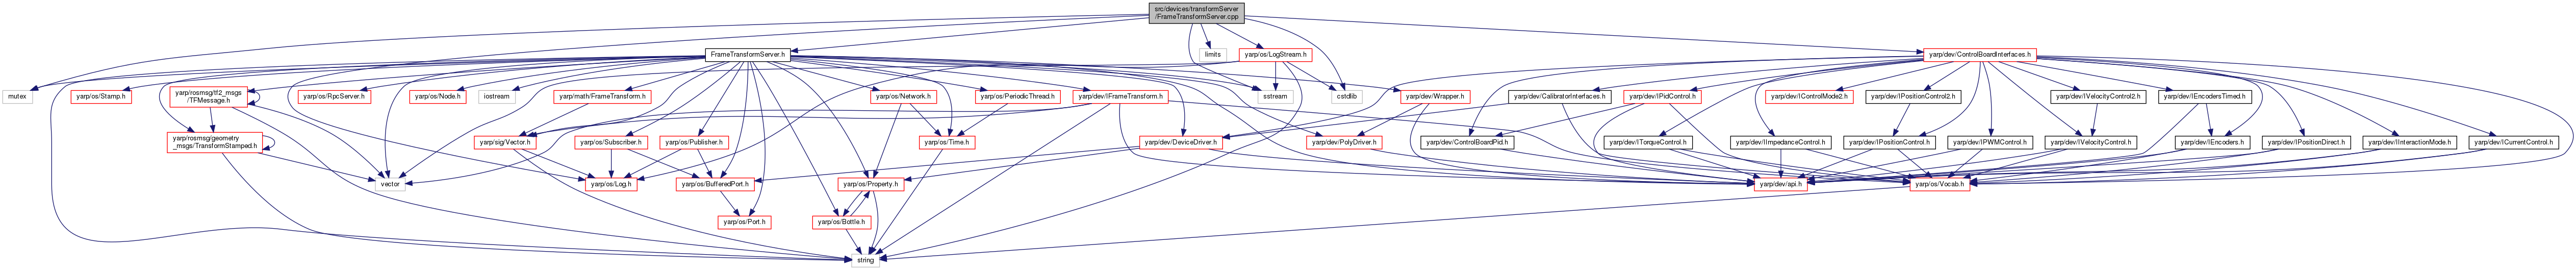 src/devices/transformServer
/FrameTransformServer.cpp
FrameTransformServer.h
limits
yarp/os/LogStream.h
yarp/dev/ControlBoardInterfaces.h
mutex
yarp/os/Stamp.h
yarp/rosmsg/tf2_msgs
/TFMessage.h
yarp/os/RpcServer.h
yarp/os/Node.h
iostream
yarp/math/FrameTransform.h
yarp/os/Network.h
yarp/os/PeriodicThread.h
yarp/dev/IFrameTransform.h
sstream
cstdlib
yarp/dev/Wrapper.h
yarp/dev/CalibratorInterfaces.h
yarp/dev/IPidControl.h
yarp/dev/IControlMode2.h
yarp/dev/IPositionControl2.h
yarp/dev/IVelocityControl2.h
yarp/dev/IEncodersTimed.h
yarp/rosmsg/geometry
_msgs/TransformStamped.h
yarp/sig/Vector.h
yarp/os/Subscriber.h
yarp/os/Publisher.h
yarp/os/Time.h
yarp/dev/DeviceDriver.h
yarp/dev/PolyDriver.h
yarp/dev/ControlBoardPid.h
yarp/dev/ITorqueControl.h
yarp/dev/IImpedanceControl.h
yarp/dev/IPositionControl.h
yarp/dev/IPWMControl.h
yarp/dev/IVelocityControl.h
yarp/dev/IEncoders.h
yarp/dev/IPositionDirect.h
yarp/dev/IInteractionMode.h
yarp/dev/ICurrentControl.h
vector
yarp/os/Log.h
yarp/os/BufferedPort.h
yarp/os/Property.h
yarp/dev/api.h
yarp/os/Vocab.h
yarp/os/Port.h
yarp/os/Bottle.h
string